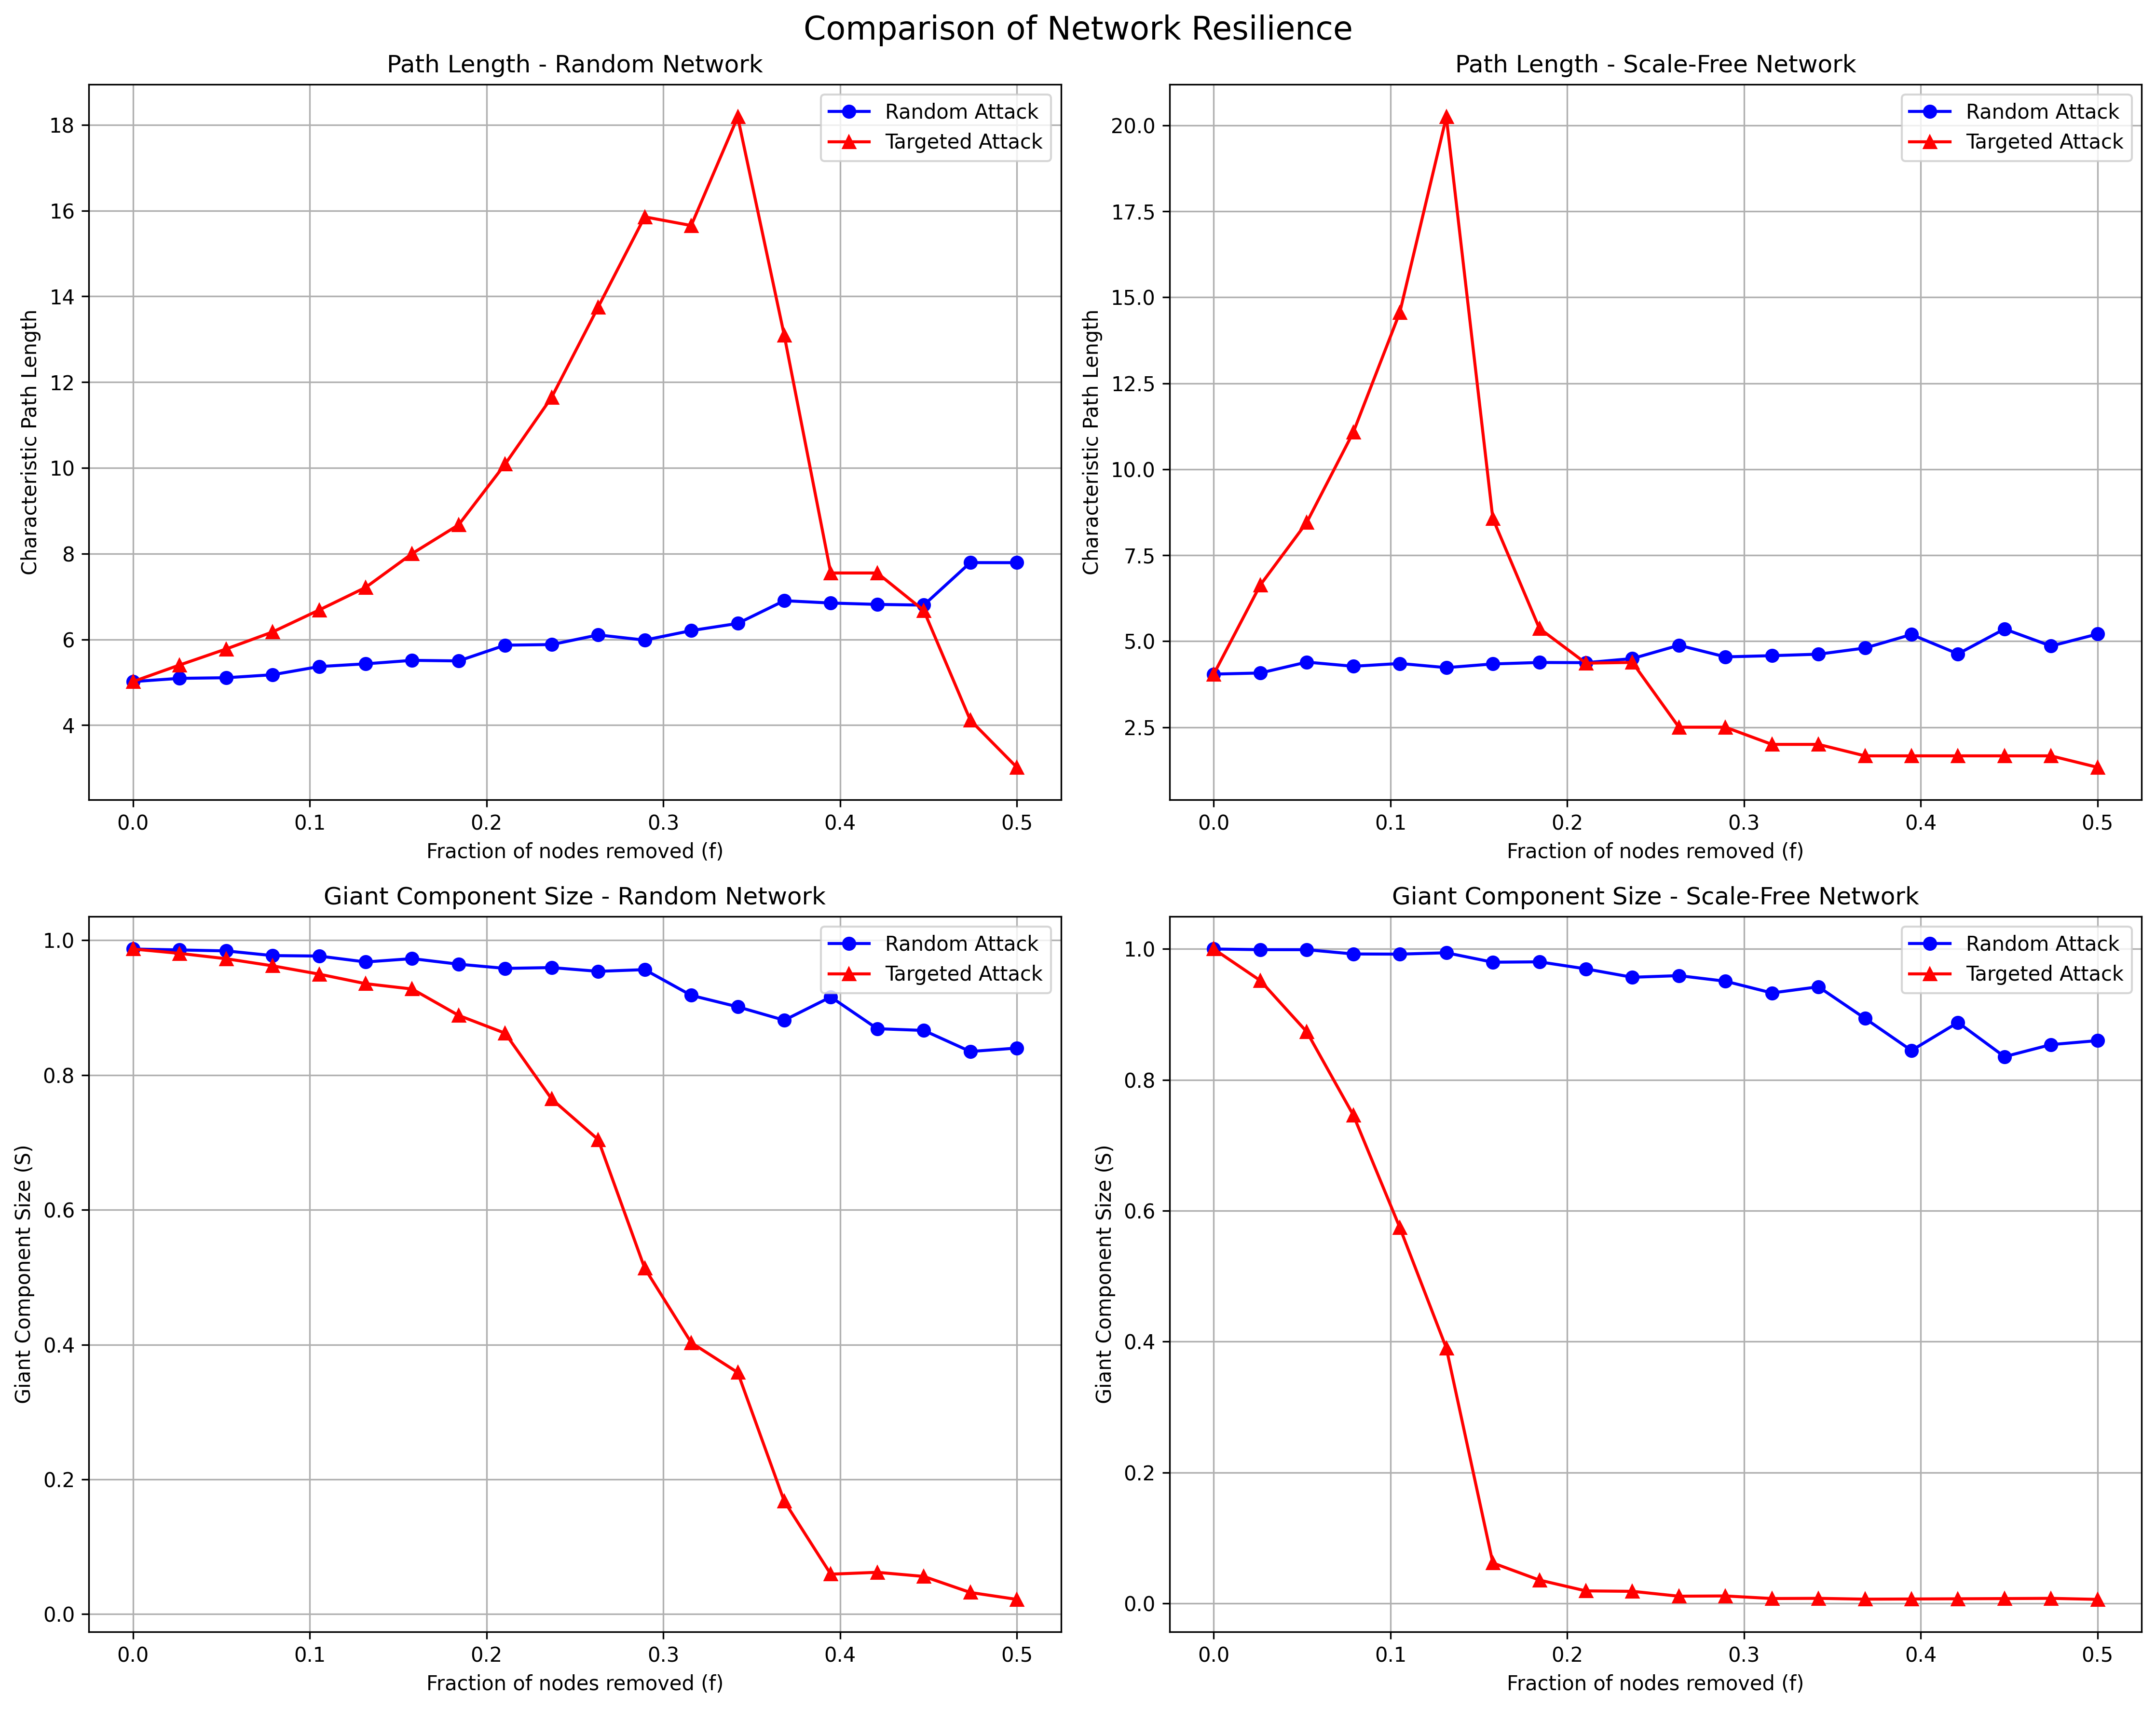 Comparison of Network Resilience
Path Length - Random Network
Characteristic Path Length
18
16
14
12
10
8
6
4
Random Attack
Targeted Attack
0.0 0.1 0.2 0.3 0.4 0.5
Fraction of nodes removed (f)
Path Length - Scale-Free Network
Characteristic Path Length
20.0
17.5
15.0
12.5
10.0
7.5
5.0
2.5
Random Attack
Targeted Attack
0.0 0.1 0.2 0.3 0.4 0.5
Fraction of nodes removed (f)
Giant Component Size - Random Network
Giant Component Size (S)
1.0
0.8
0.6
0.4
0.2
0.0
Random Attack
Targeted Attack
0.0 0.1 0.2 0.3 0.4 0.5
Fraction of nodes removed (f)
Giant Component Size - Scale-Free Network
Giant Component Size (S)
1.0
0.8
0.6
0.4
0.2
0.0
Random Attack
Targeted Attack
0.0 0.1 0.2 0.3 0.4 0.5
Fraction of nodes removed (f)